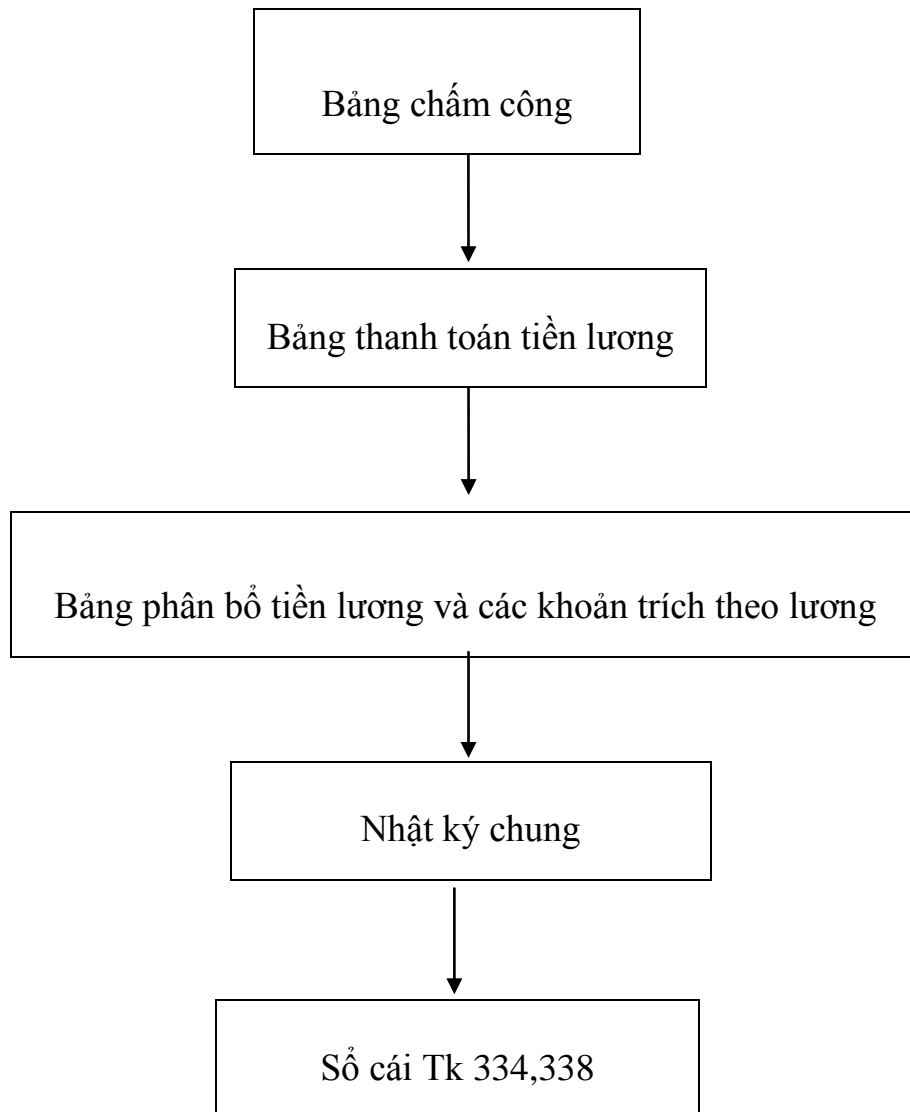 Bảng chấm công
Bảng thanh toán tiền lương
Bảng phân bổ tiền lương và các khoản trích theo lương
Nhật ký chung
Sổ cái Tk 334,338